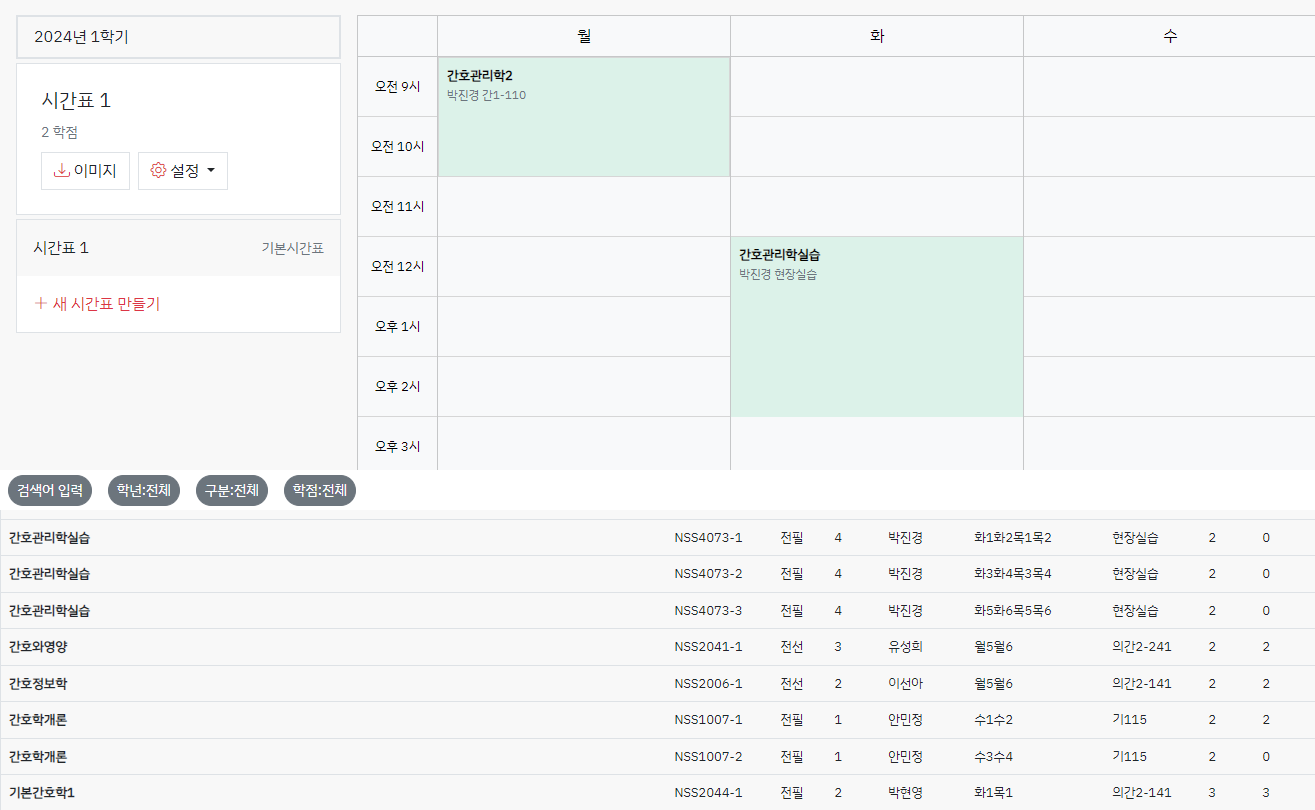 2024년 1학기
시간표 1
2 학점
이미지 설정
시간표 1 기본시간표
+ 새 시간표 만들기
월 화 수
오전 9시
간호관리학2
박진경 간1-110
오전 10시
오전 11시
오전 12시
간호관리학실습
박진경 현장실습
오후 1시
오후 2시
오후 3시
검색어 입력 학년:전체 구분:전체 학점:전체
간호관리학실습 NSS4073-1 전필 4 박진경 화1화2목1목2 현장실습 2 0
간호관리학실습 NSS4073-2 전필 4 박진경 화3화4목3목4 현장실습 2 0
간호관리학실습 NSS4073-3 전필 4 박진경 화5화6목5목6 현장실습 2 0
간호와영양 NSS2041-1 전선 3 유성희 월5월6 의간2-241 2 2
간호정보학 NSS2006-1 전선 2 이선아 월5월6 의간2-141 2 2
간호학개론 NSS1007-1 전필 1 안민정 수1수2 기115 2 2
간호학개론 NSS1007-2 전필 1 안민정 수3수4 기115 2 0
기본간호학1 NSS2044-1 전필 2 박현영 화1목1 의간2-141 3 3